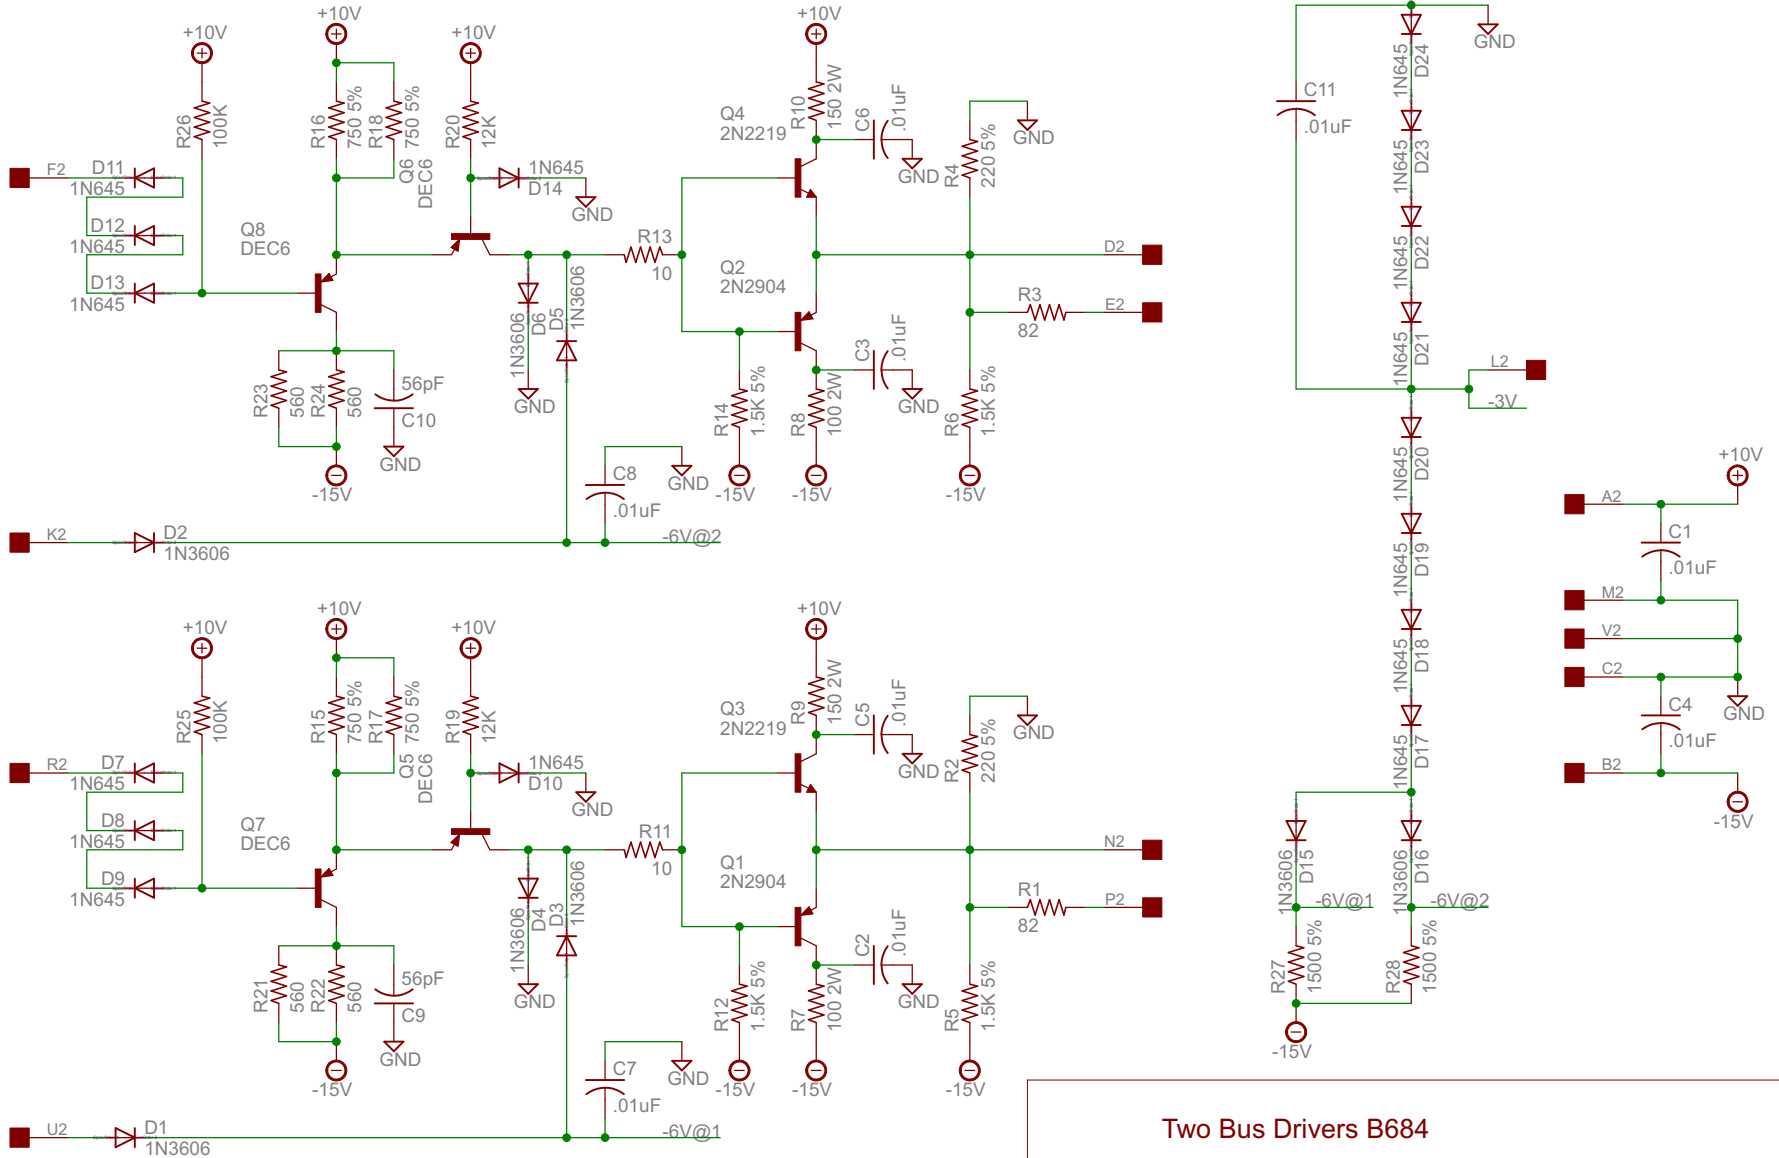 +10V
+10V
+10V
+10V
R26
100K
R16
750 5%
R18
750 5%
R20
12K
Q6
DEC6
F2
D11
1N645
D12
1N645
D13
1N645
Q8
DEC6
1N645
D14
GND
R13
10
Q4
2N2219
R10
150 2W
C6
.01uF
GND
R4
220 5%
GND
Q2
2N2904
D2
R3
82
E2
R23
560
R24
560
56pF
C10
GND
-15V
1N3606
D6
D5
1N3606
GND
C3
.01uF
GND
R14
1.5K 5%
R8
100 2W
R6
1.5K 5%
-15V
-15V
-15V
C8
.01uF
GND
K2
D2
1N3606
-6V@2
+10V
+10V
+10V
+10V
R25
100K
R15
750 5%
R17
750 5%
R19
12K
Q5
DEC6
R2
D7
1N645
D8
1N645
D9
1N645
Q7
DEC6
1N645
D10
GND
R11
10
Q3
2N2219
R9
150 2W
C5
.01uF
GND
R2
220 5%
GND
Q1
2N2904
N2
R1
82
P2
R21
560
R22
560
56pF
C9
GND
-15V
1N3606
D4
D3
1N3606
GND
C2
.01uF
GND
R12
1.5K 5%
R7
100 2W
R5
1.5K 5%
-15V
-15V
-15V
C7
.01uF
GND
U2
D1
1N3606
-6V@1
GND
C11
.01uF
1N645
D24
1N645
D23
1N645
D22
1N645
D21
L2
-3V
1N645
D20
1N645
D19
1N645
D18
1N645
D17
1N3606
D15
1N3606
D16
-6V@1
-6V@2
R27
1500 5%
R28
1500 5%
-15V
+10V
A2
C1
.01uF
M2
V2
C2
GND
C4
.01uF
B2
-15V
Two Bus Drivers B684